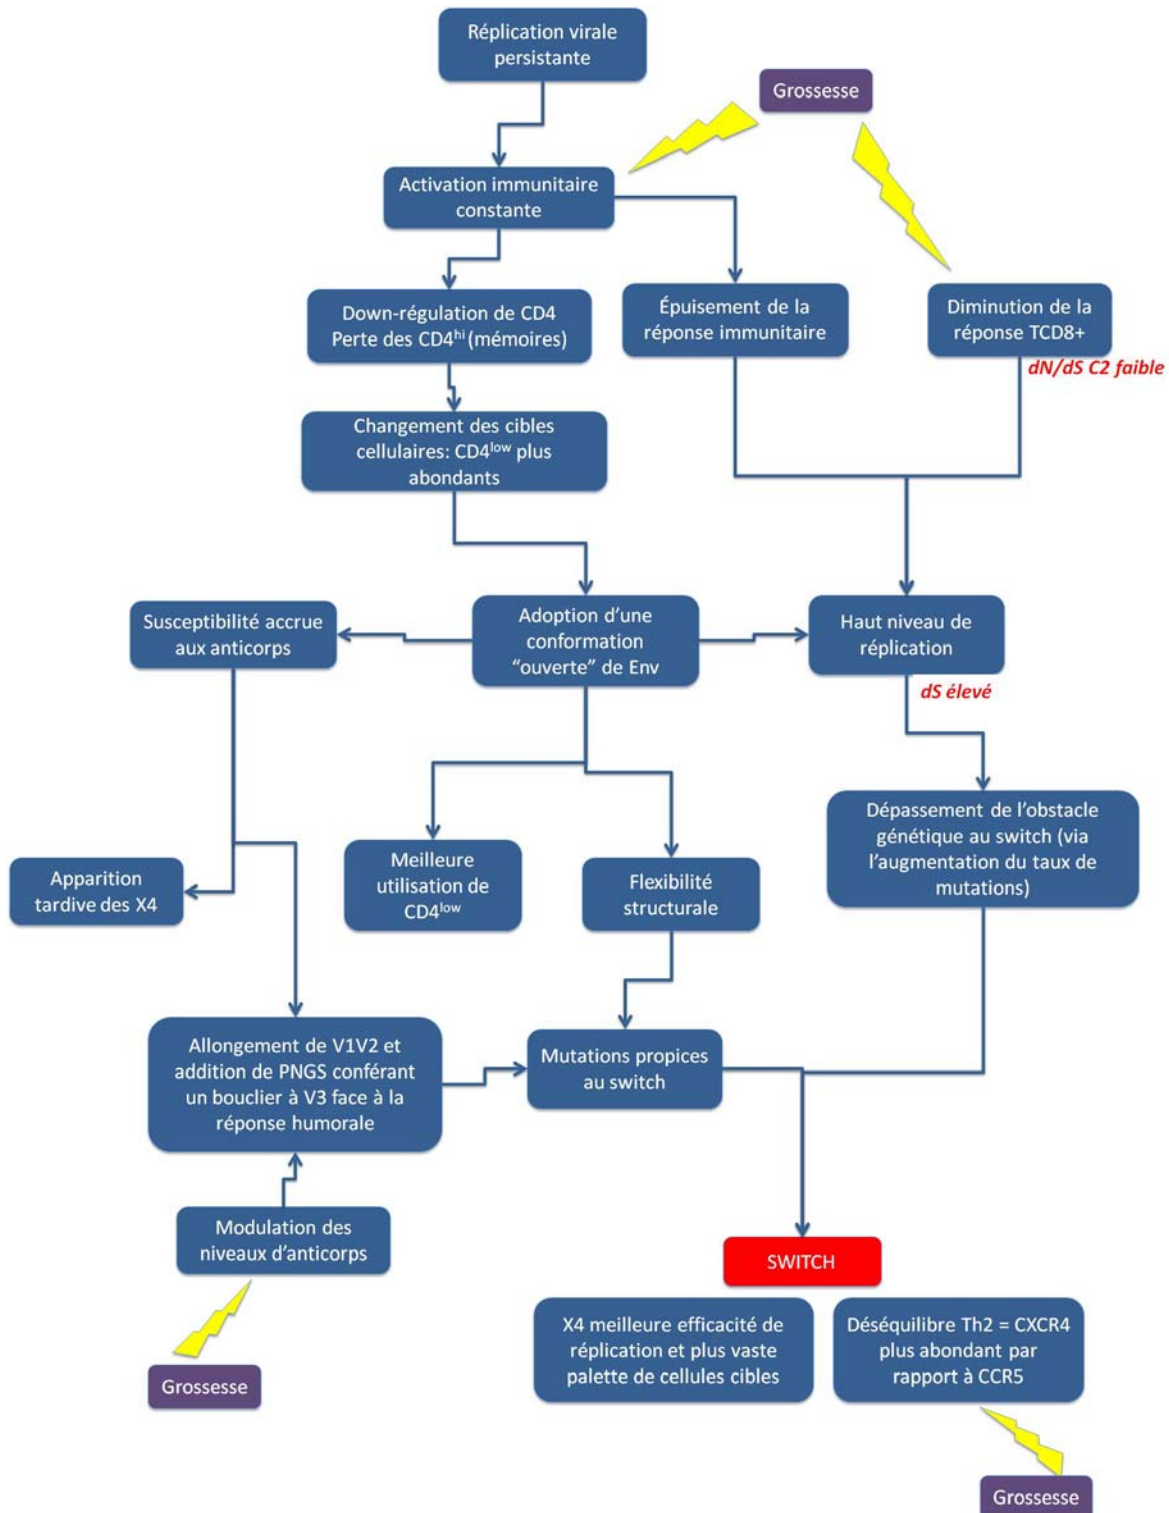 Réplication virale
persistante
Grossesse
Activation immunitaire
constante
Down-régulation de CD4
Perte des CD4hi (mémoires)
Épuisement de la
réponse immunitaire
Diminution de la
réponse TCD8+
dN/dS C2 faible
Changement des cibles
cellulaires: CD4low plus
abondants
Susceptibilité accrue
aux anticorps
Adoption d’une
conformation
“ouverte” de Env
Haut niveau de
réplication
dS élevé
Dépassement de l’obstacle
génétique au switch (via
l’augmentation du taux de
mutations)
Apparition
tardive des X4
Meilleure
utilisation de
CD4low
Flexibilité
structurale
Allongement de V1V2 et
addition de PNGS conférant
un bouclier à V3 face à la
réponse humorale
Mutations propices
au switch
Modulation des
niveaux d’anticorps
SWITCH
Grossesse
X4 meilleure efficacité de
réplication et plus vaste
palette de cellules cibles
Déséquilibre Th2 = CXCR4
plus abondant par
rapport à CCR5
Grossesse